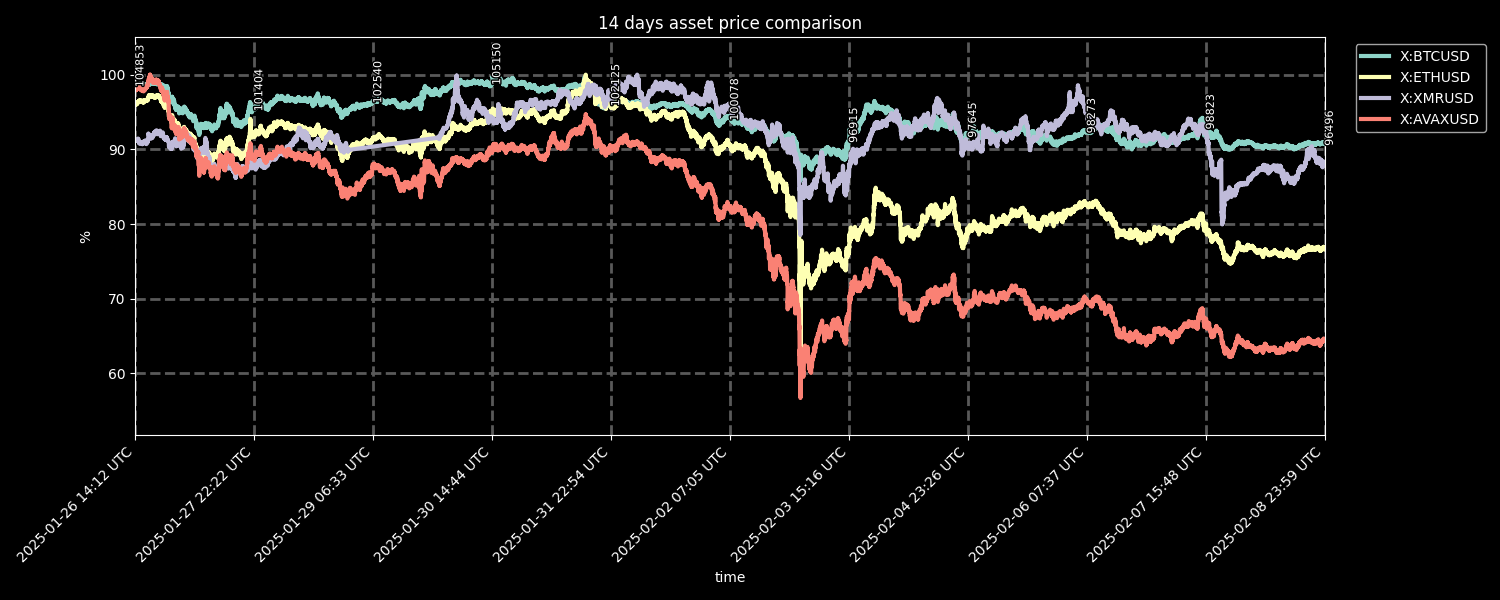 14 days asset price comparison
X:BTCUSD
X:ETHUSD
X:XMRUSD
X:AVAXUSD
104853
101404
102540
105150
102125
100078
96915
97645
98273
98823
96496
100
90
80
70
60
%
2025-01-26 14:12 UTC
2025-01-27 22:22 UTC
2025-01-29 06:33 UTC
2025-01-30 14:44 UTC
2025-01-31 22:54 UTC
2025-02-02 07:05 UTC
2025-02-03 15:16 UTC
2025-02-04 23:26 UTC
2025-02-06 07:37 UTC
2025-02-07 15:48 UTC
2025-02-08 23:59 UTC
time